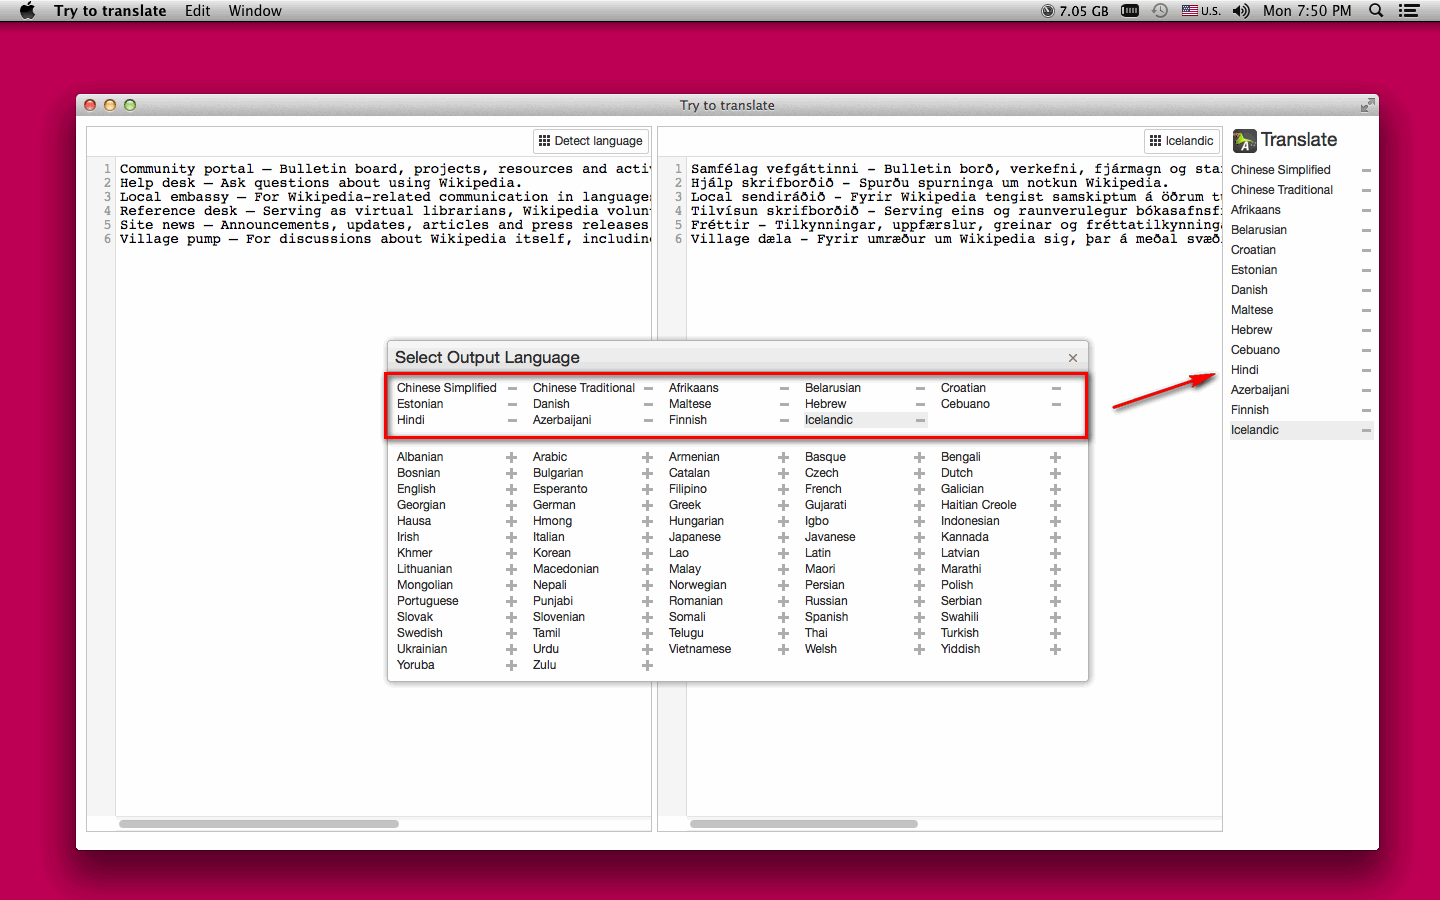 Try to translate Edit Window 7.05 GB U.S. Mon 7:50 PM
Try to translate
Detect language
Icelandic
Translate
1 Community portal – Bulletin board, projects, resources and
2 Help desk – Ask questions about using Wikipedia.
3 Local embassy – For Wikipedia-related communication in
4 Reference desk – Serving as virtual librarians, Wikipedia
5 Site news – Announcements, updates, articles and press releases
6 Village pump – For discussions about Wikipedia itself,
1 Samfélag vefgáttinni - Bulletin borð, verkefni, fjármagn og
2 Hjálp skrifborðið - Spurðu spurninga um notkun Wikipedia.
3 Local sendiráðið - Fyrir Wikipedia tengist samskiptum á öðrum
4 Tilvísun skrifborðið - Serving eins og raunverulegur
5 Fréttir - Tilkynningar, uppfærslur, greinar og
6 Village dæla - Fyrir umræður um Wikipedia sig, þar á meðal
Chinese Simplified
Chinese Traditional
Afrikaans
Belarusian
Croatian
Estonian
Danish
Maltese
Hebrew
Cebuano
Hindi
Azerbaijani
Finnish
Icelandic
Select Output Language
Chinese Simplified Chinese Traditional Afrikaans Belarusian Croatian
Estonian Danish Maltese Hebrew Cebuano
Hindi Azerbaijani Finnish Icelandic
Albanian Arabic Armenian Basque Bengali
Bosnian Bulgarian Catalan Czech Dutch
English Esperanto Filipino French Galician
Georgian German Greek Gujarati Haitian Creole
Hausa Hmong Hungarian Igbo Indonesian
Irish Italian Japanese Javanese Kannada
Khmer Korean Lao Latin Latvian
Lithuanian Macedonian Malay Maori Marathi
Mongolian Nepali Norwegian Persian Polish
Portuguese Punjabi Romanian Russian Serbian
Slovak Slovenian Somali Spanish Swahili
Swedish Tamil Telugu Thai Turkish
Ukrainian Urdu Vietnamese Welsh Yiddish
Yoruba Zulu